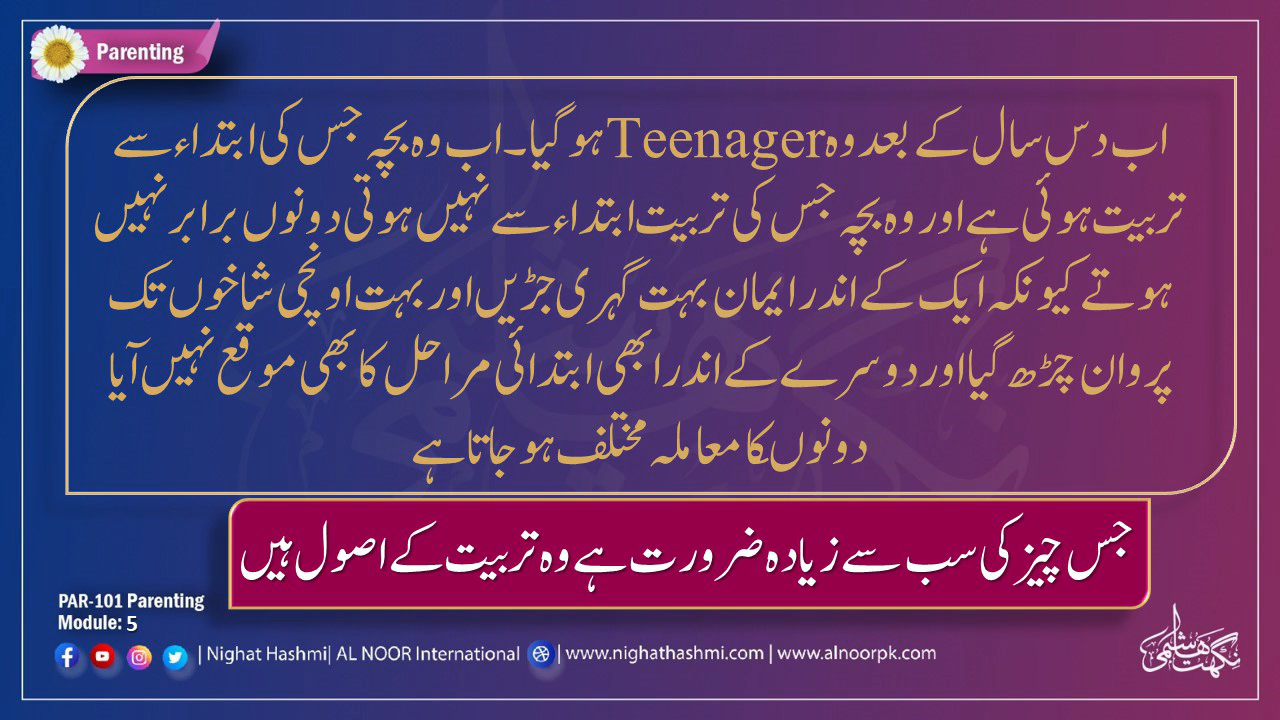 Parenting
اب دس سال کے بعد وہ Teenager ہو گیا۔ اب وہ بچہ جس کی ابتداء سے
تربیت ہوئی ہے اور وہ بچہ جس کی تربیت ابتداء سے نہیں ہوتی دونوں برابر نہیں
ہوتے کیونکہ ایک کے اندر ایمان بہت گہری جڑیں اور بہت اونچی شاخوں تک
پروان چڑھ گیا اور دوسرے کے اندر ابھی ابتدائی مراحل کا بھی موقع نہیں آیا
دونوں کا معاملہ مختلف ہو جاتا ہے
جس چیز کی سب سے زیادہ ضرورت ہے وہ تربیت کے اصول ہیں
PAR-101 Parenting
Module: 5
| Nighat Hashmi| AL NOOR International | www.nighathashmi.com | www.alnoorpk.com
نگہت ہاشمی